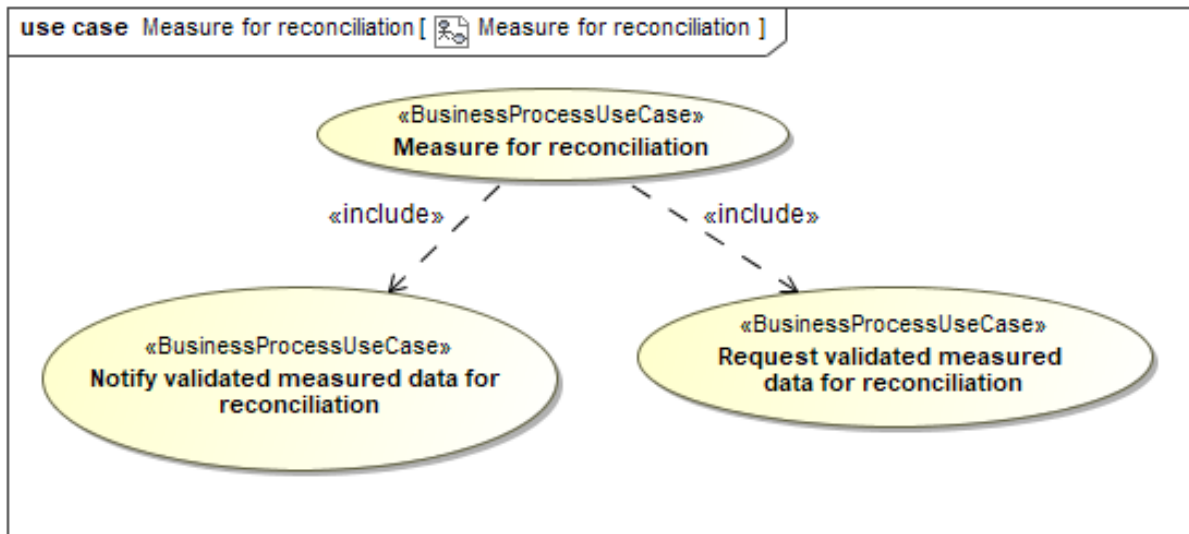 use case Measure for reconciliation [ Measure for reconciliation ]
«BusinessProcessUseCase»
Measure for reconciliation
«include»
«include»
«BusinessProcessUseCase»
Notify validated measured data for
reconciliation
«BusinessProcessUseCase»
Request validated measured
data for reconciliation